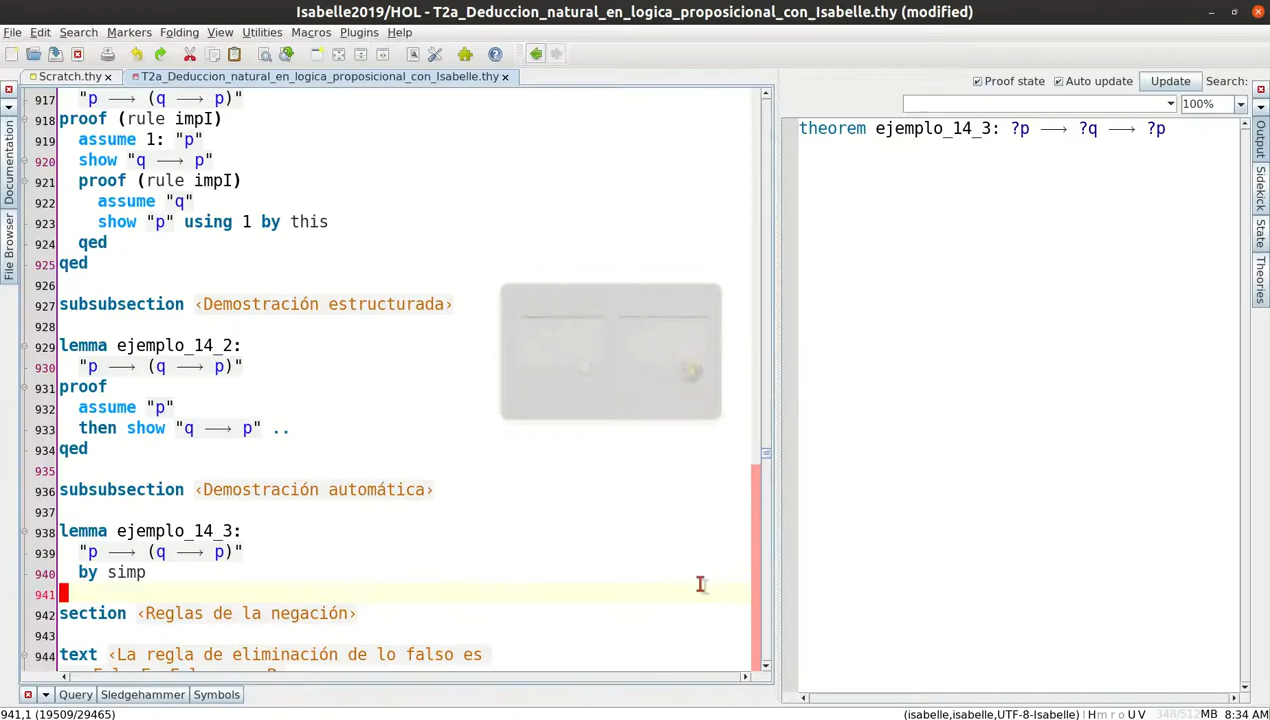 Isabelle2019/HOL - T2a_Deduccion_natural_en_logica_proposicional_con_Isabelle.thy (modified)
File Edit Search Markers Folding View Utilities Macros Plugins Help
Scratch.thy T2a_Deduccion_natural_en_logica_proposicional_con_Isabelle.thy
Proof state Auto update Update Search:
100%
917 "p ⟶ (q ⟶ p)"
918 proof (rule impI)
919 assume 1: "p"
920 show "q ⟶ p"
921 proof (rule impI)
922 assume "q"
923 show "p" using 1 by this
924 qed
925 qed
926
927 subsubsection ‹Demostración estructurada›
928
929 lemma ejemplo_14_2:
930 "p ⟶ (q ⟶ p)"
931 proof
932 assume "p"
933 then show "q ⟶ p" ..
934 qed
935
936 subsubsection ‹Demostración automática›
937
938 lemma ejemplo_14_3:
939 "p ⟶ (q ⟶ p)"
940 by simp
941
942 section ‹Reglas de la negación›
943
944 text ‹La regla de eliminación de lo falso es
theorem ejemplo_14_3: ?p ⟶ ?q ⟶ ?p
Documentation
File Browser
Output
Sidekick
State
Theories
Query Sledgehammer Symbols
941,1 (19509/29465)
(isabelle,isabelle,UTF-8-Isabelle) H m r o U V 348/512MB 8:34 AM